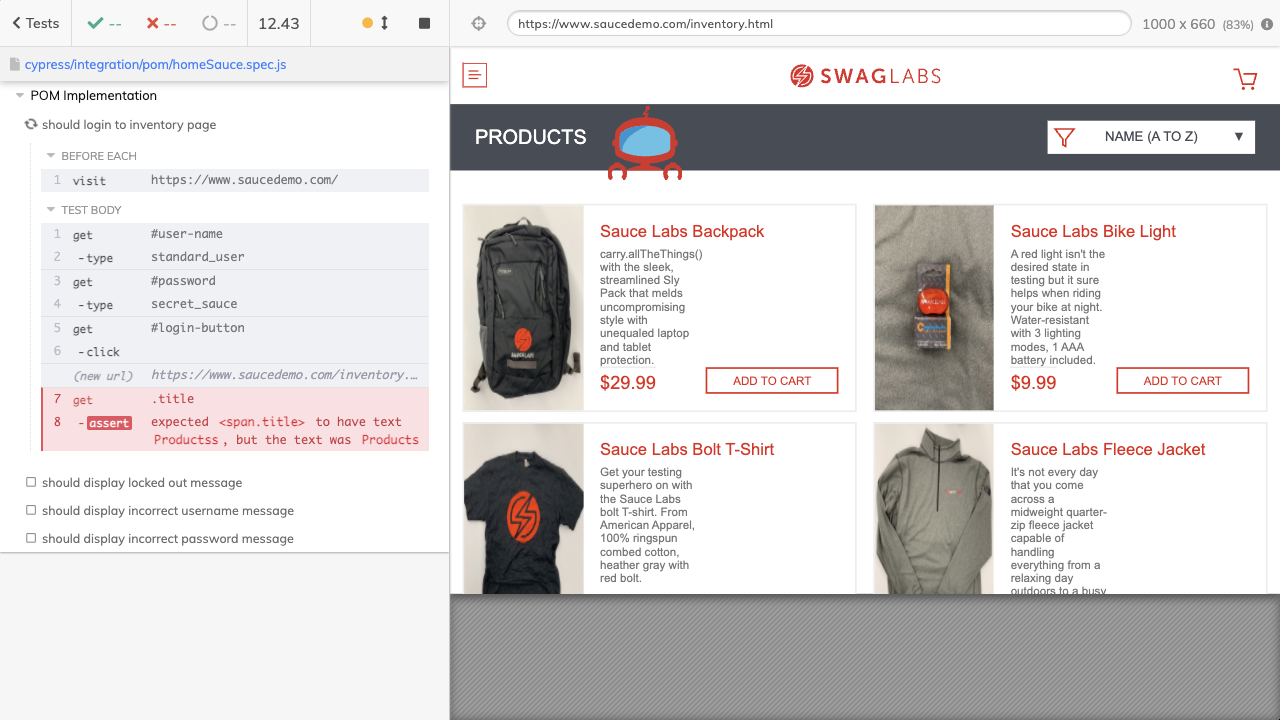 Tests
--
--
--
12.43
https://www.saucedemo.com/inventory.html
1000 x 660 (83%)
cypress/integration/pom/homeSauce.spec.js
POM Implementation
should login to inventory page
BEFORE EACH
1 visit https://www.saucedemo.com/
TEST BODY
1 get #user-name
2 -type standard_user
3 get #password
4 -type secret_sauce
5 get #login-button
6 -click
(new url) https://www.saucedemo.com/inventory.…
7 get .title
8 -assert expected <span.title> to have text
Productss, but the text was Products
should display locked out message
should display incorrect username message
should display incorrect password message
SWAGLABS
PRODUCTS
NAME (A TO Z)
Sauce Labs Backpack
carry.allTheThings()
with the sleek,
streamlined Sly
Pack that melds
uncompromising
style with
unequaled laptop
and tablet
protection.
$29.99
ADD TO CART
Sauce Labs Bike Light
A red light isn't the
desired state in
testing but it sure
helps when riding
your bike at night.
Water-resistant
with 3 lighting
modes, 1 AAA
battery included.
$9.99
ADD TO CART
Sauce Labs Bolt T-Shirt
Get your testing
superhero on with
the Sauce Labs
bolt T-shirt. From
American Apparel,
100% ringspun
combed cotton,
heather gray with
red bolt.
Sauce Labs Fleece Jacket
It's not every day
that you come
across a
midweight quarter-
zip fleece jacket
capable of
handling
everything from a
relaxing day
outdoors to a busy